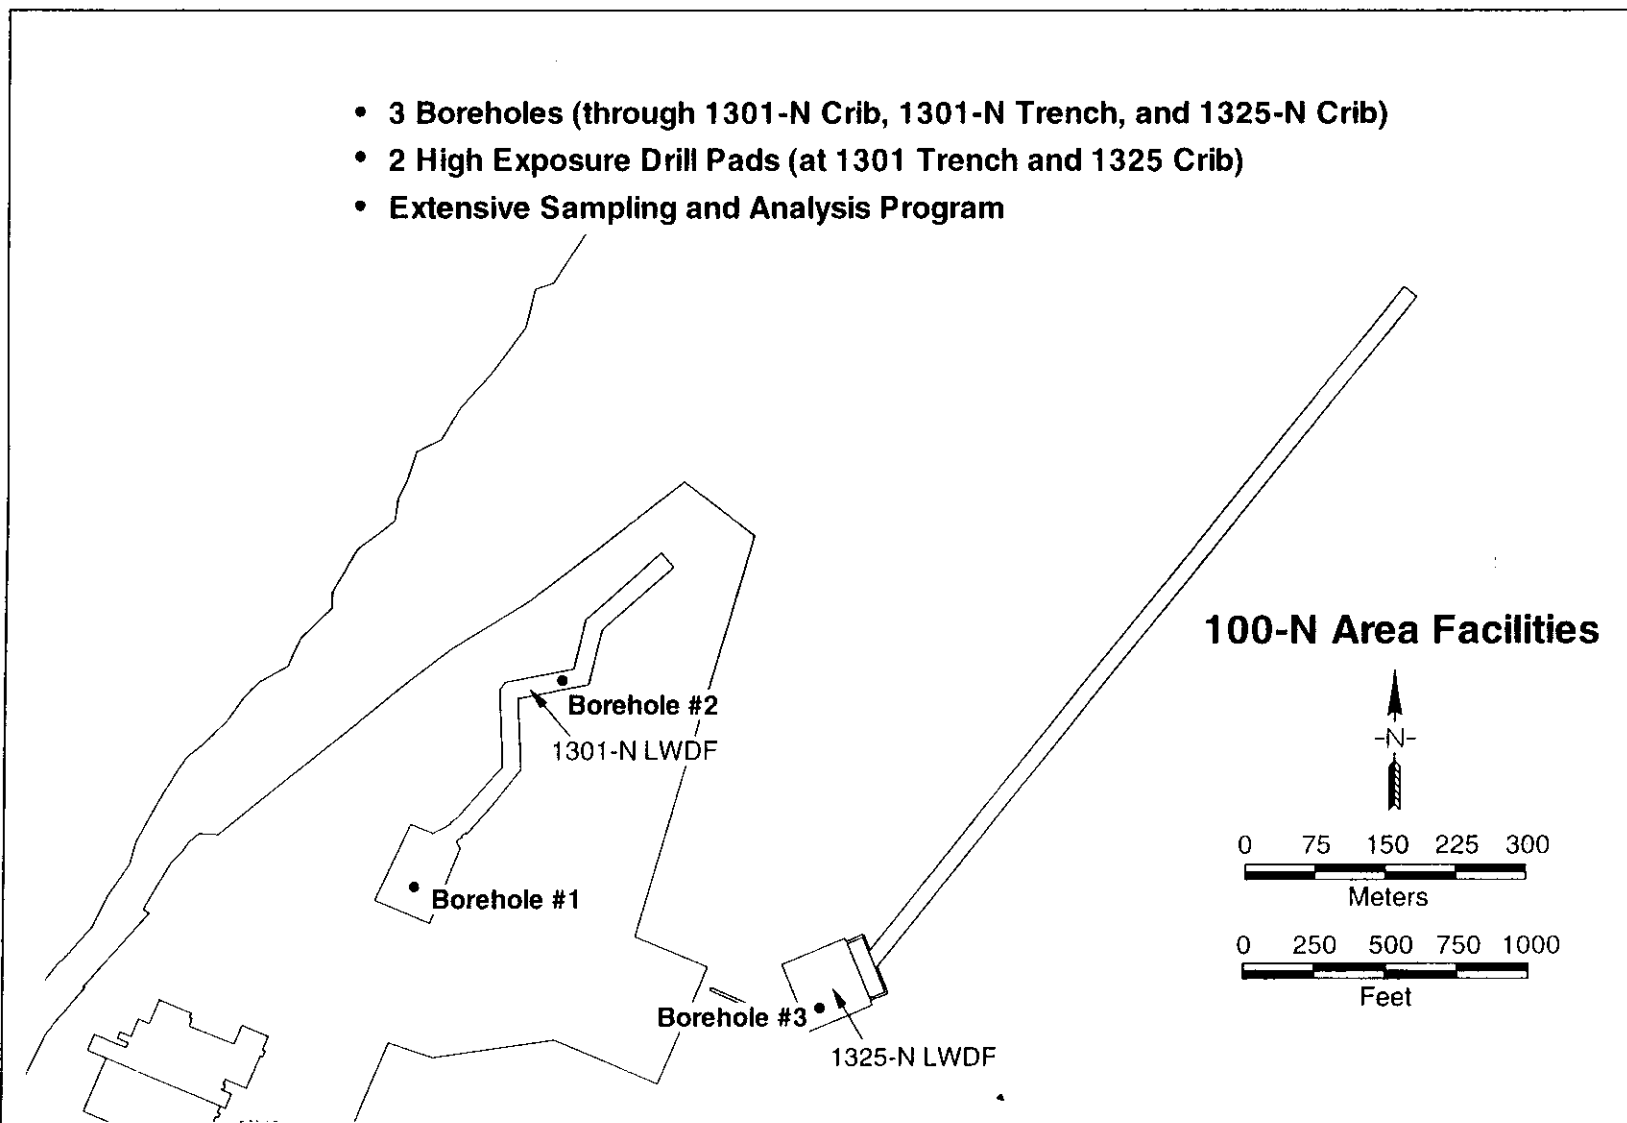 • 3 Boreholes (through 1301-N Crib, 1301-N Trench, and 1325-N Crib)
• 2 High Exposure Drill Pads (at 1301 Trench and 1325 Crib)
• Extensive Sampling and Analysis Program
100-N Area Facilities
Borehole #2
1301-N LWDF
-N-
0 75 150 225 300
Meters
Borehole #1
0 250 500 750 1000
Feet
Borehole #3
1325-N LWDF